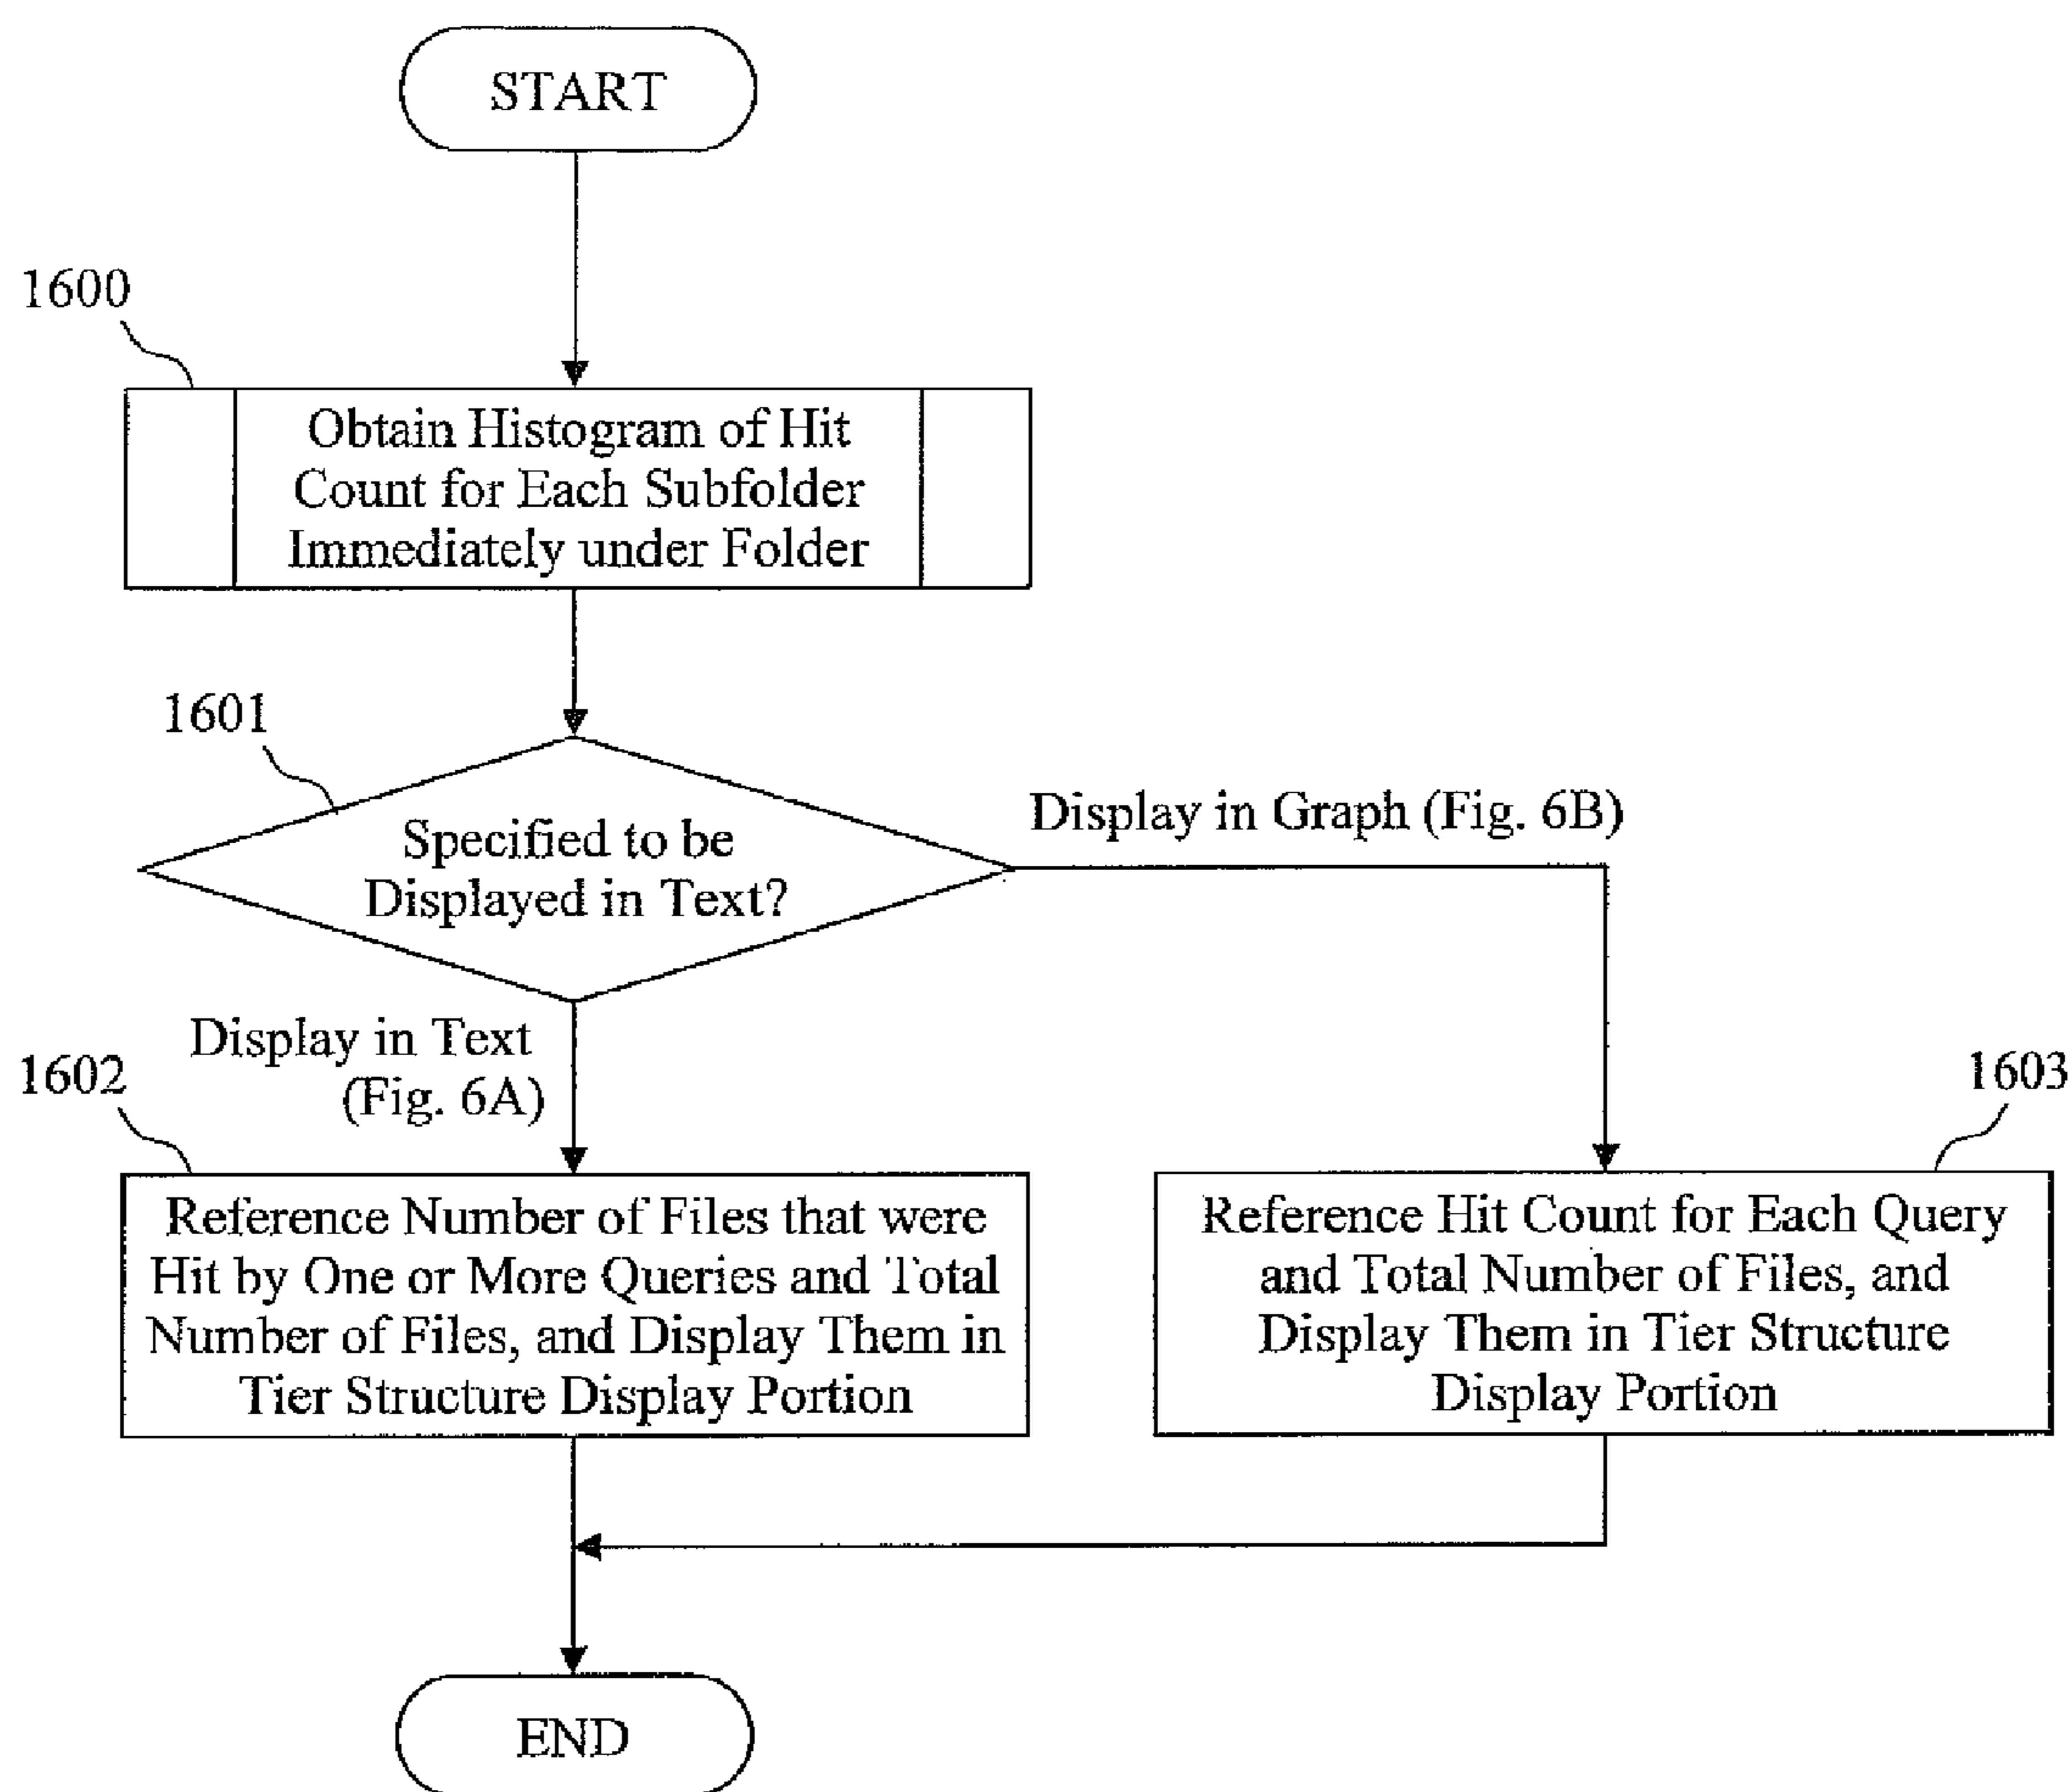 START
1600
Obtain Histogram of Hit
Count for Each Subfolder
Immediately under Folder
1601
Specified to be
Displayed in Text?
Display in Graph (Fig. 6B)
Display in Text
(Fig. 6A)
1602
Reference Number of Files that were
Hit by One or More Queries and Total
Number of Files, and Display Them in
Tier Structure Display Portion
1603
Reference Hit Count for Each Query
and Total Number of Files, and
Display Them in Tier Structure
Display Portion
END